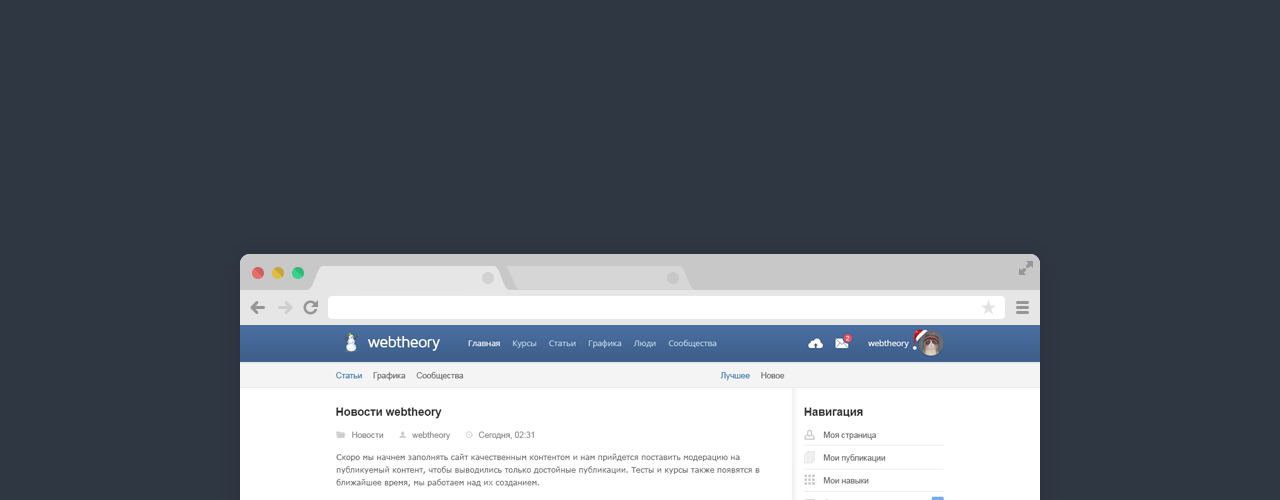 webtheory Главная Курсы Статьи Графика Люди Сообщества 2 webtheory
Статьи Графика Сообщества Лучшее Новое
Новости webtheory
Новости webtheory Сегодня, 02:31
Скоро мы начнем заполнять сайт качественным контентом и нам прийдется поставить модерацию на
публикуемый контент, чтобы выводились только достойные публикации. Тесты и курсы также появятся в
ближайшее время, мы работаем над их созданием.
Навигация
Моя страница
Мои публикации
Мои навыки